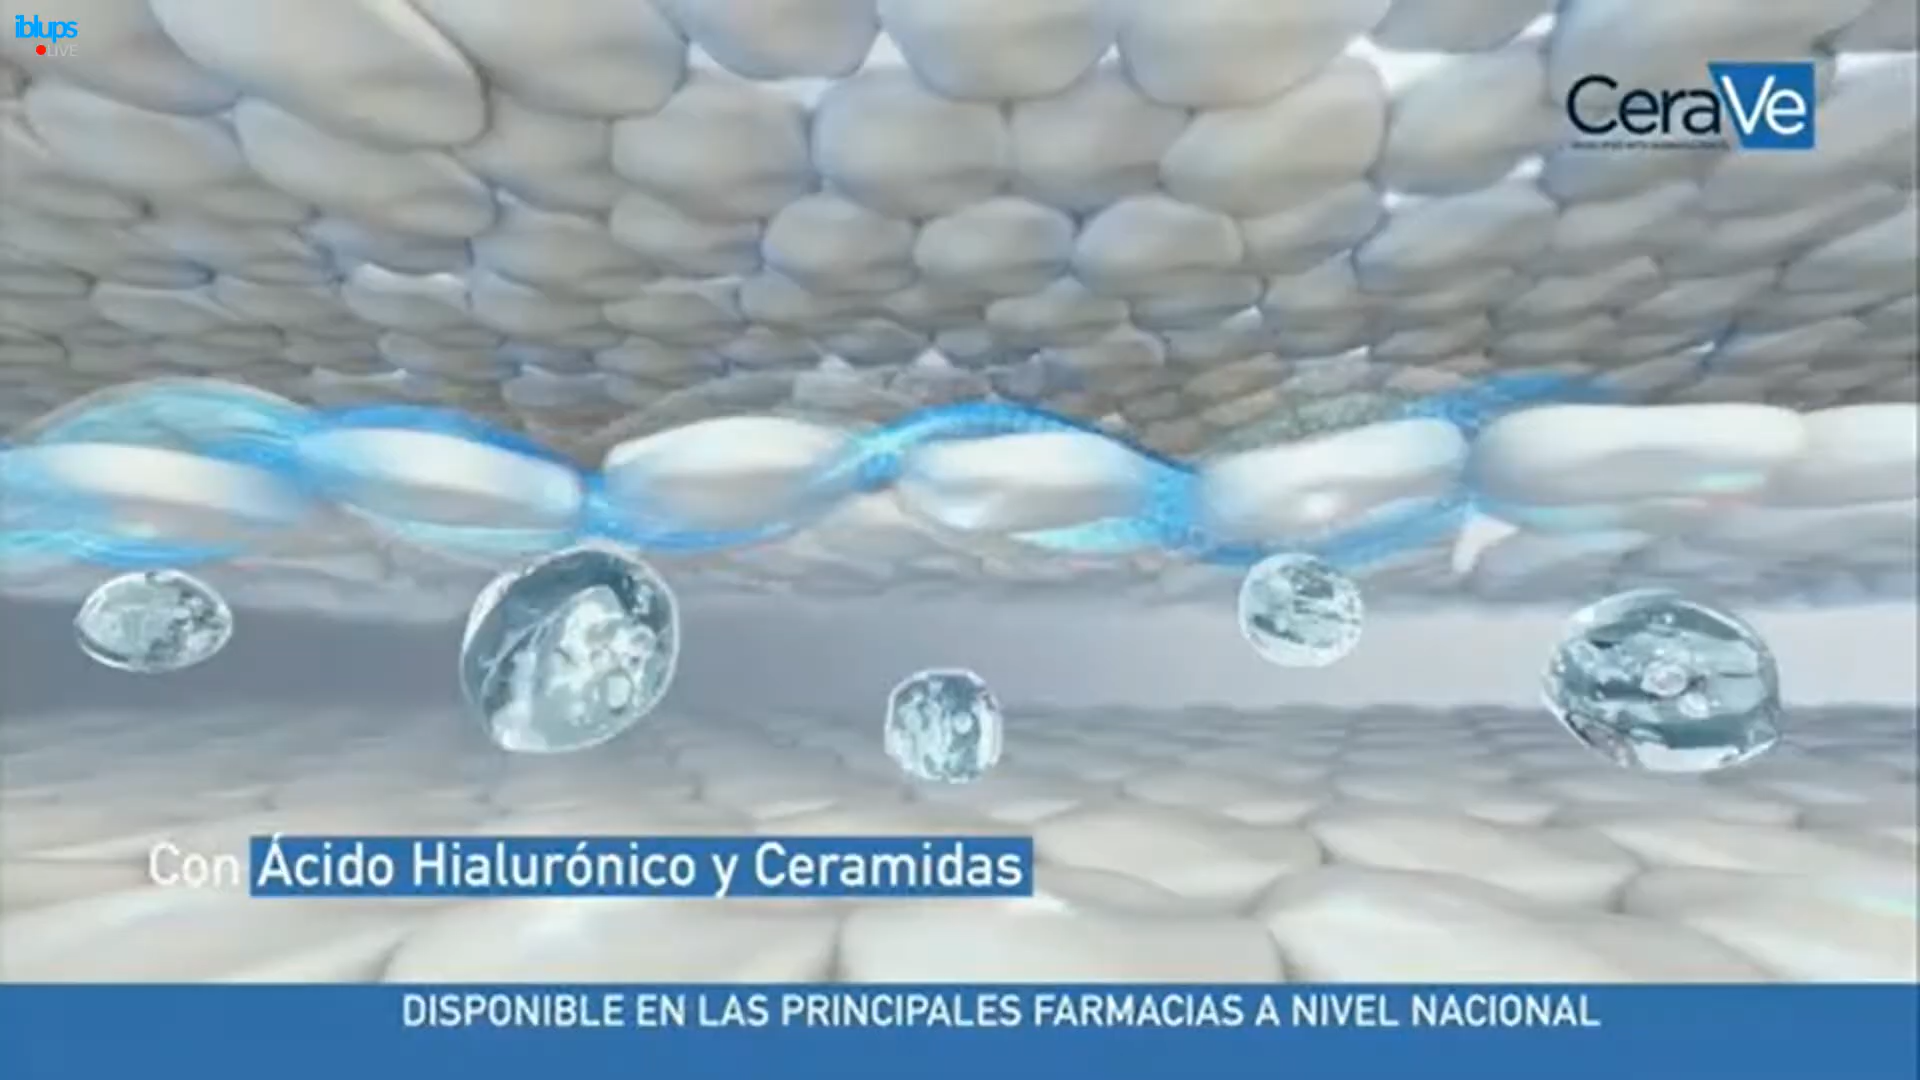 iblups
LIVE
CeraVe
Con Ácido Hialurónico y Ceramidas
DISPONIBLE EN LAS PRINCIPALES FARMACIAS A NIVEL NACIONAL